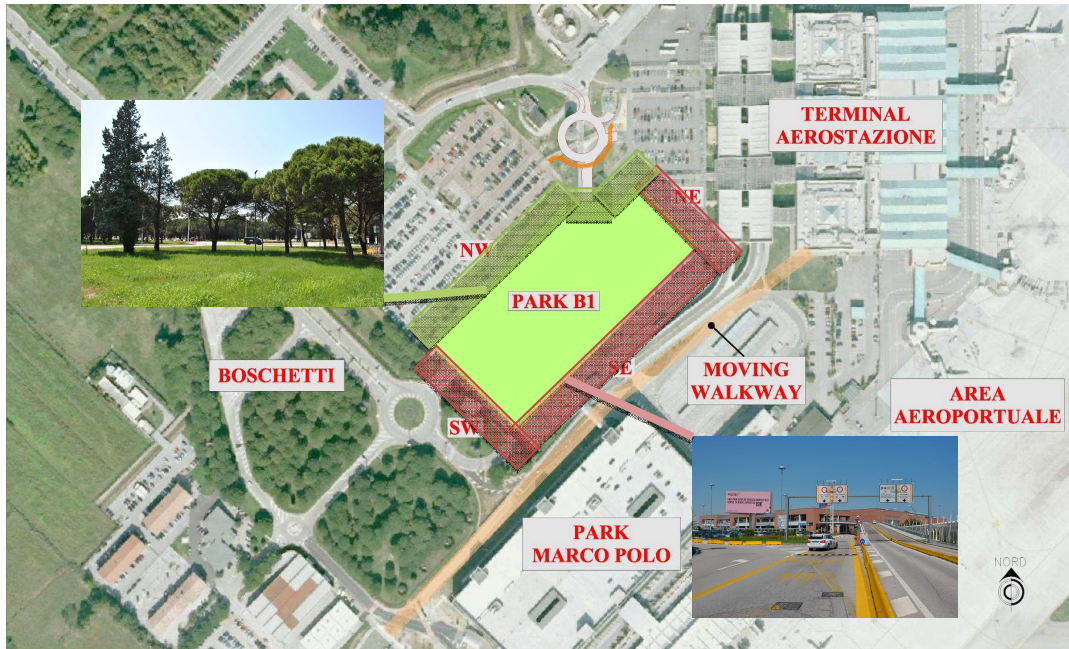 TERMINAL
AEROSTAZIONE
NE
NW
PARK B1
BOSCHETTI
SE
MOVING
WALKWAY
AREA
AEROPORTUALE
SW
PARK
MARCO POLO
NORD